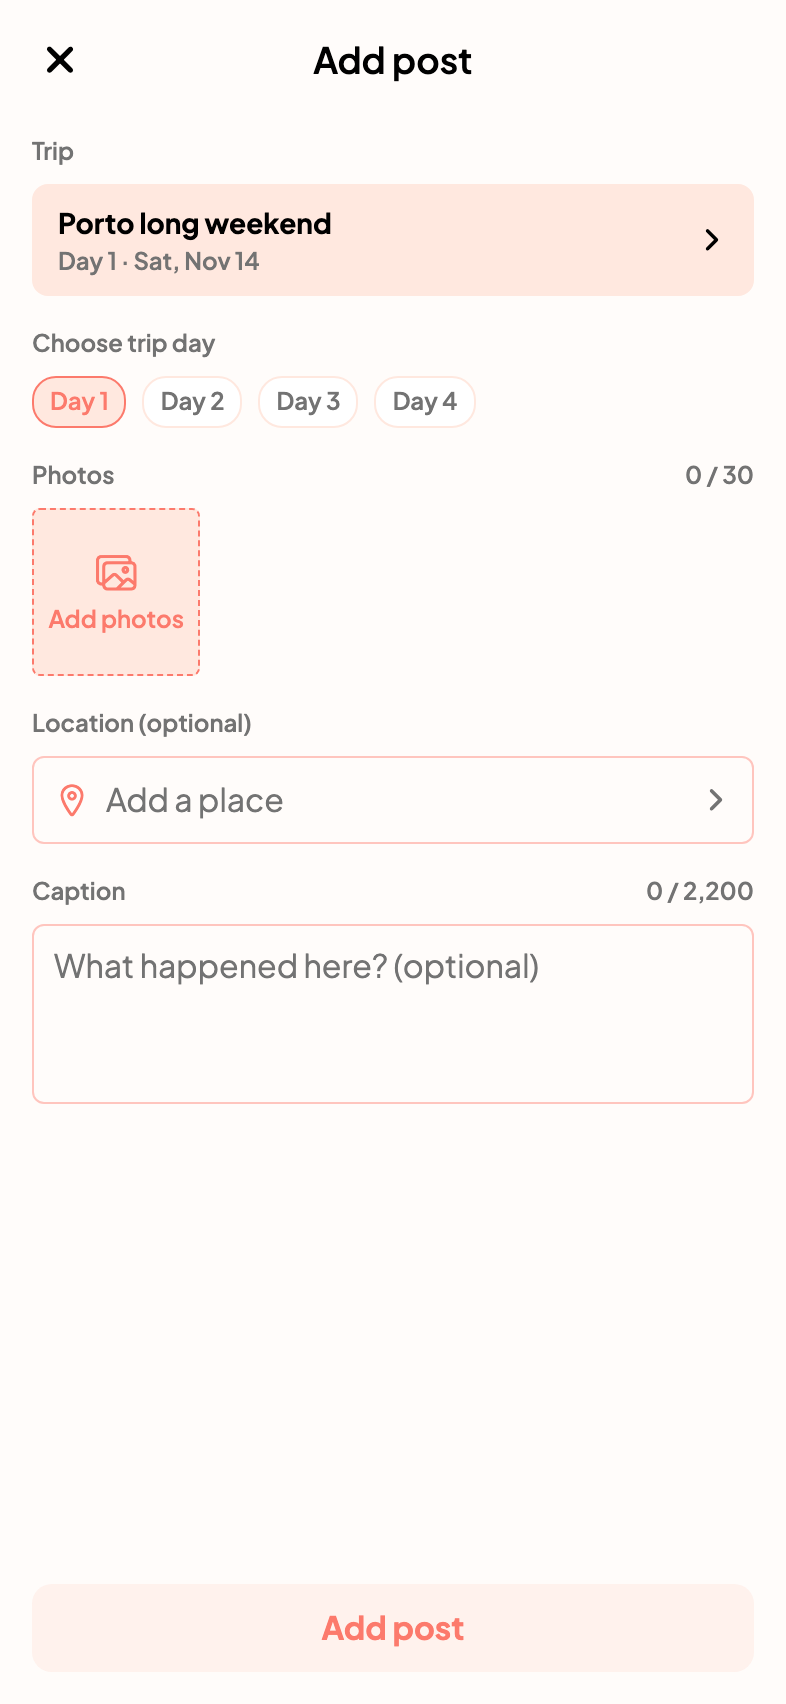 Add post
Trip
Porto long weekend
Day 1 · Sat, Nov 14
Choose trip day
Day 1 Day 2 Day 3 Day 4
Photos 0 / 30
Add photos
Location (optional)
Add a place
Caption 0 / 2,200
What happened here? (optional)
Add post